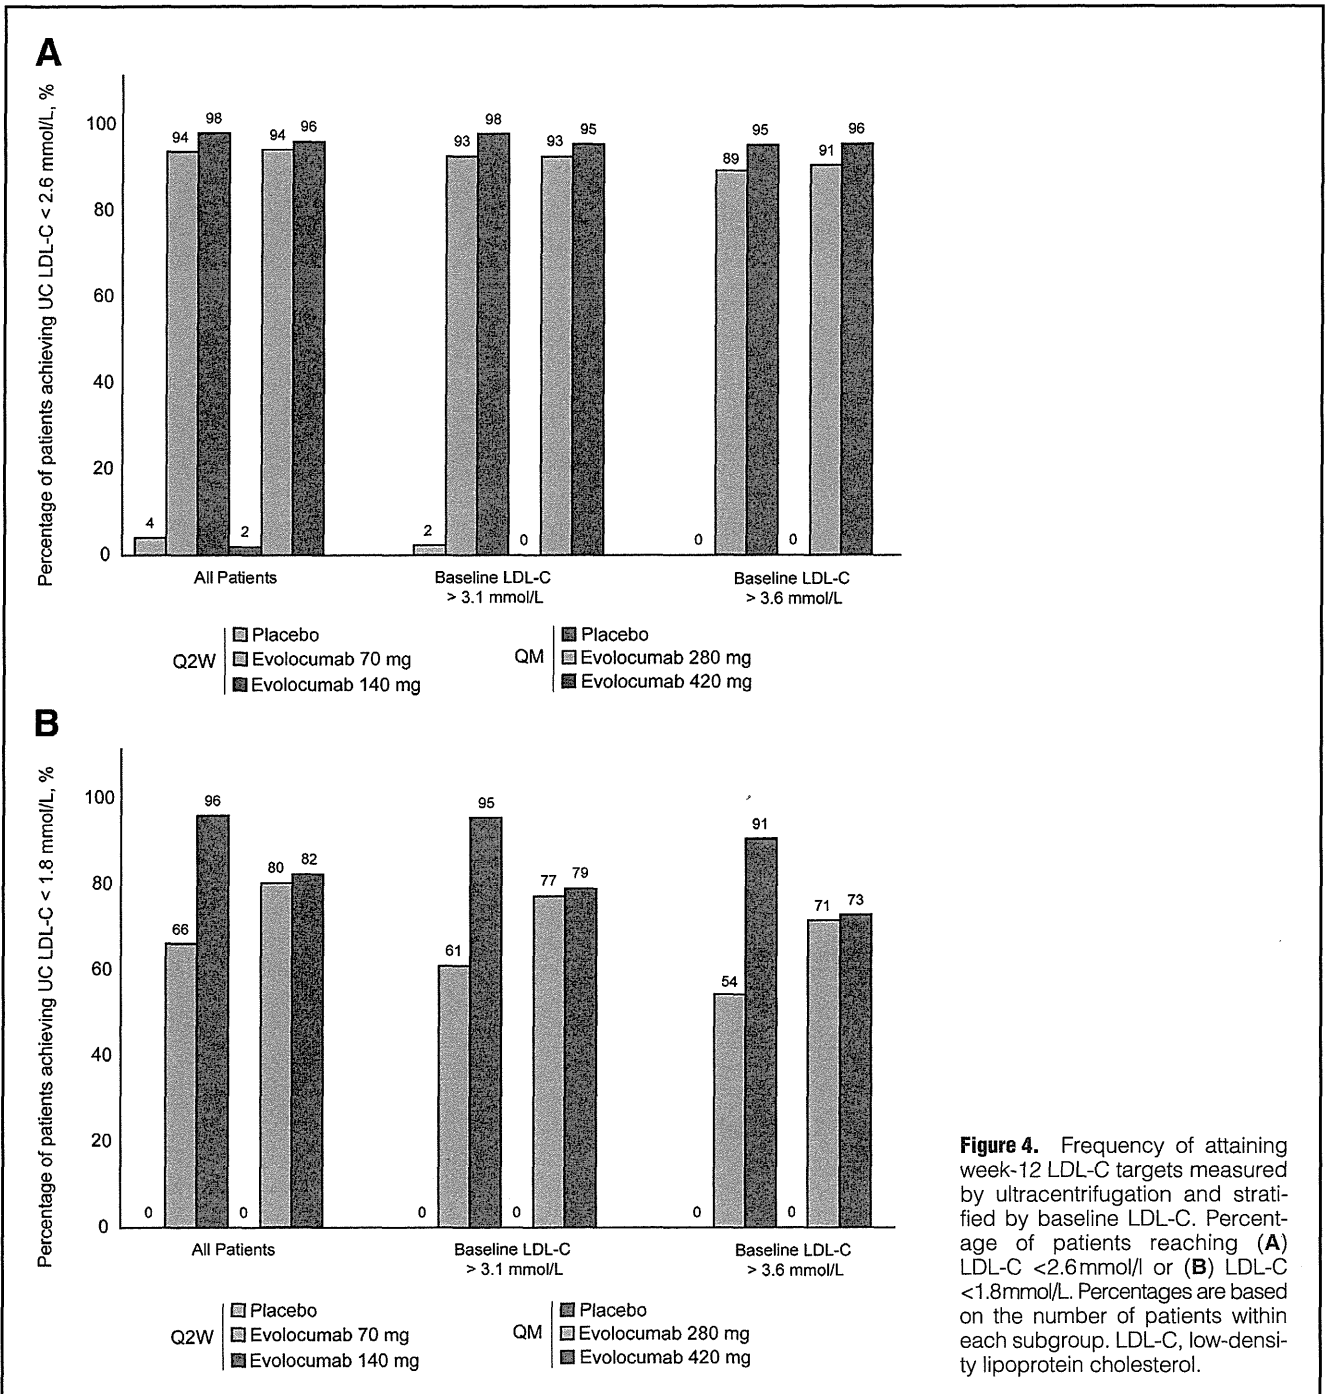 A
Percentage of patients achieving UC LDL-C < 2.6 mmol/L, %
100
80
60
40
20
0
4
94
98
2
94
96
2
93
98
0
93
95
0
89
95
0
91
96
All Patients
Baseline LDL-C
> 3.1 mmol/L
Baseline LDL-C
> 3.6 mmol/L
Q2W
Placebo
Evolocumab 70 mg
Evolocumab 140 mg
QM
Placebo
Evolocumab 280 mg
Evolocumab 420 mg
B
Percentage of patients achieving UC LDL-C < 1.8 mmol/L, %
100
80
60
40
20
0
0
66
96
0
80
82
0
61
95
0
77
79
0
54
91
0
71
73
All Patients
Baseline LDL-C
> 3.1 mmol/L
Baseline LDL-C
> 3.6 mmol/L
Q2W
Placebo
Evolocumab 70 mg
Evolocumab 140 mg
QM
Placebo
Evolocumab 280 mg
Evolocumab 420 mg
Figure 4. Frequency of attaining
week-12 LDL-C targets measured
by ultracentrifugation and strati-
fied by baseline LDL-C. Percent-
age of patients reaching (A)
LDL-C <2.6mmol/l or (B) LDL-C
<1.8mmol/L. Percentages are based
on the number of patients within
each subgroup. LDL-C, low-densi-
ty lipoprotein cholesterol.